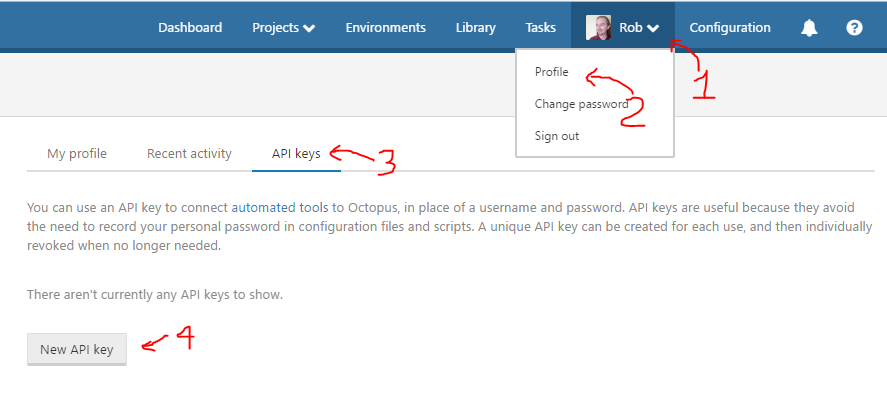 Dashboard Projects Environments Library Tasks Rob Configuration ?
Profile 1
Change password 2
Sign out
My profile Recent activity API keys 3
You can use an API key to connect automated tools to Octopus, in place of a username and password. API keys are useful because they avoid
the need to record your personal password in configuration files and scripts. A unique API key can be created for each use, and then individually
revoked when no longer needed.
There aren't currently any API keys to show.
New API key 4